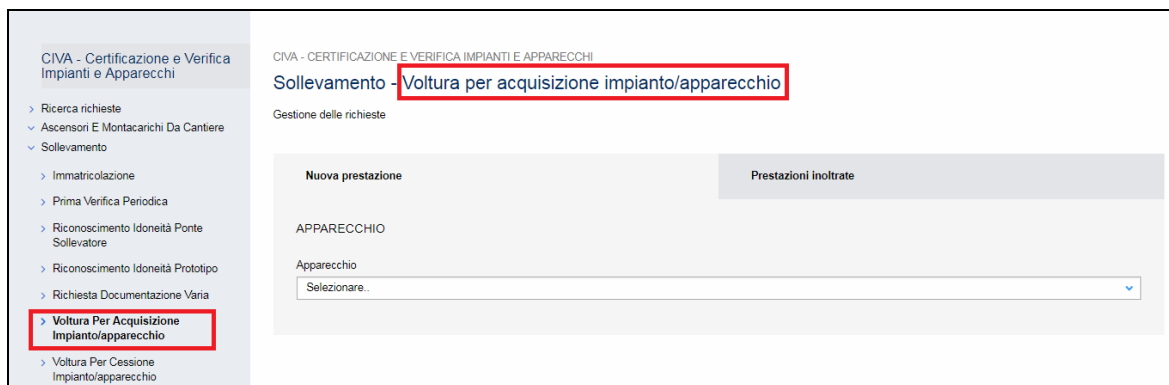 CIVA - Certificazione e Verifica
Impianti e Apparecchi
Ricerca richieste
Ascensori E Montacarichi Da Cantiere
Sollevamento
Immatricolazione
Prima Verifica Periodica
Riconoscimento Idoneità Ponte
Sollevatore
Riconoscimento Idoneità Prototipo
Richiesta Documentazione Varia
Voltura Per Acquisizione
Impianto/apparecchio
Voltura Per Cessione
Impianto/apparecchio
CIVA - CERTIFICAZIONE E VERIFICA IMPIANTI E APPARECCHI
Sollevamento - Voltura per acquisizione impianto/apparecchio
Gestione delle richieste
Nuova prestazione
Prestazioni inoltrate
APPARECCHIO
Apparecchio
Selezionare..